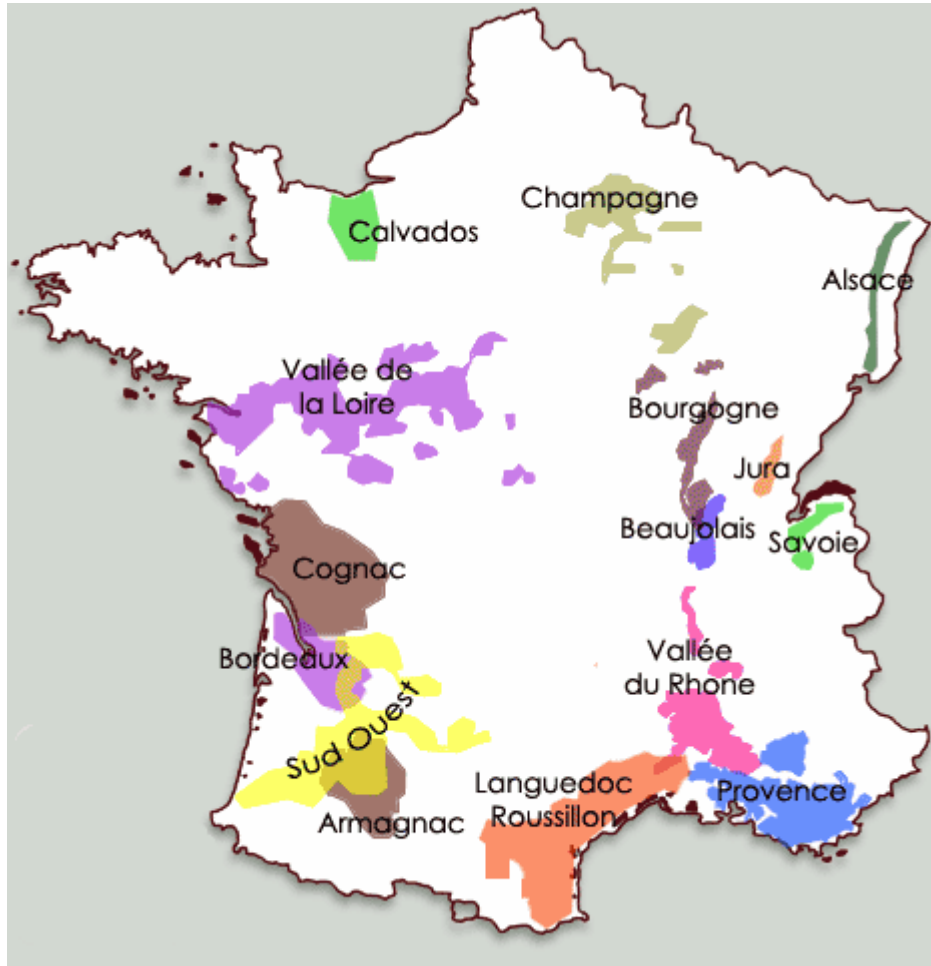 Champagne
Calvados
Alsace
Vallée de
la Loire
Bourgogne
Jura
Beaujolais
Savoie
Cognac
Bordeaux
Vallée
du Rhone
Sud Ouest
Languedoc
Roussillon
Provence
Armagnac